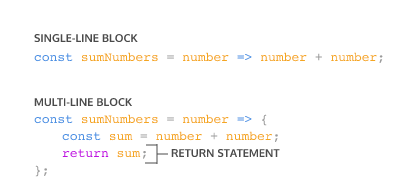 SINGLE-LINE BLOCK
const sumNumbers = number => number + number;
MULTI-LINE BLOCK
const sumNumbers = number => {
const sum = number + number;
return sum; RETURN STATEMENT
};